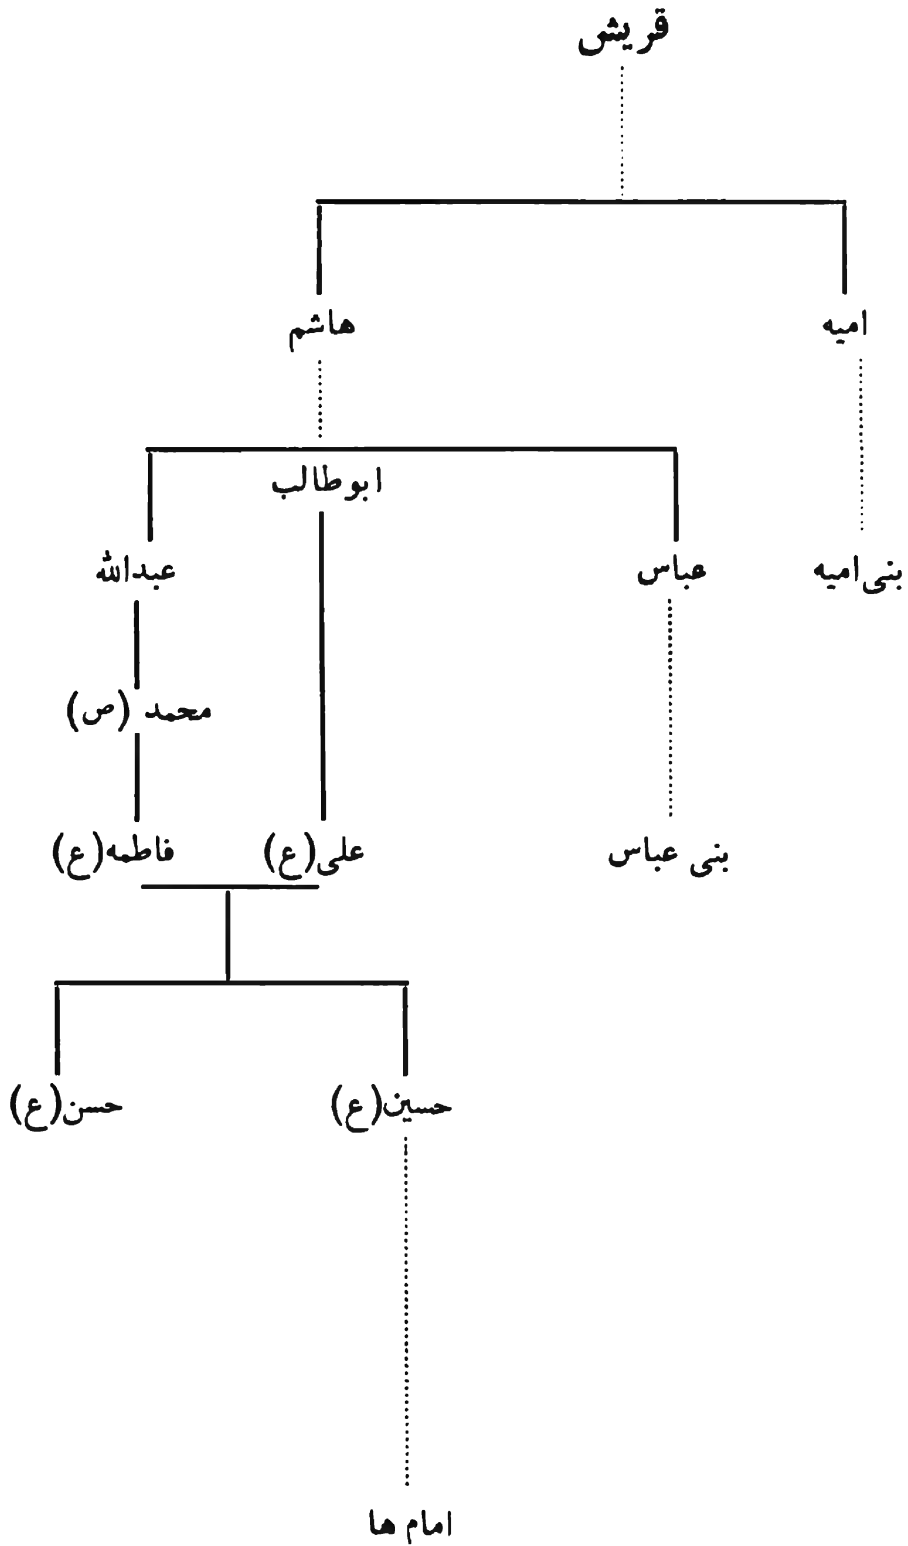 قریش
امیه
هاشم
ابوطالب
بنی امیه
عباس
عبدالله
محمد (ص)
بنی عباس
علی (ع)
فاطمه (ع)
حسین (ع)
حسن (ع)
امام ها